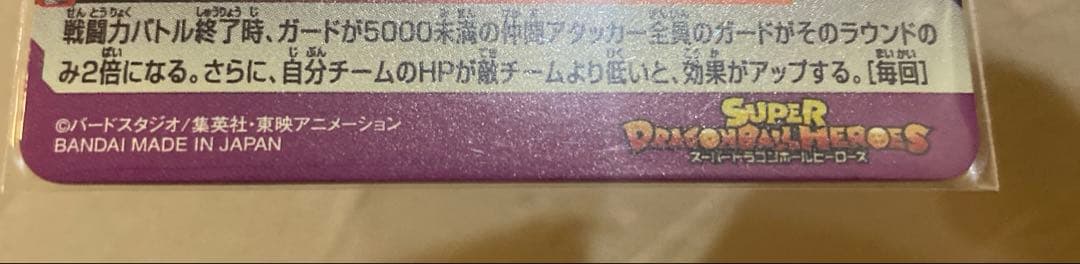 戦闘力バトル終了時、ガードが5000未満の仲間アタッカー全員のガードがそのラウンドの
み2倍になる。さらに、自分チームのHPが敵チームより低いと、効果がアップする。[毎回]
©バードスタジオ/集英社・東映アニメーション
BANDAI MADE IN JAPAN
SUPER
DRAGONBALL HEROES
スーパードラゴンボールヒーローズ